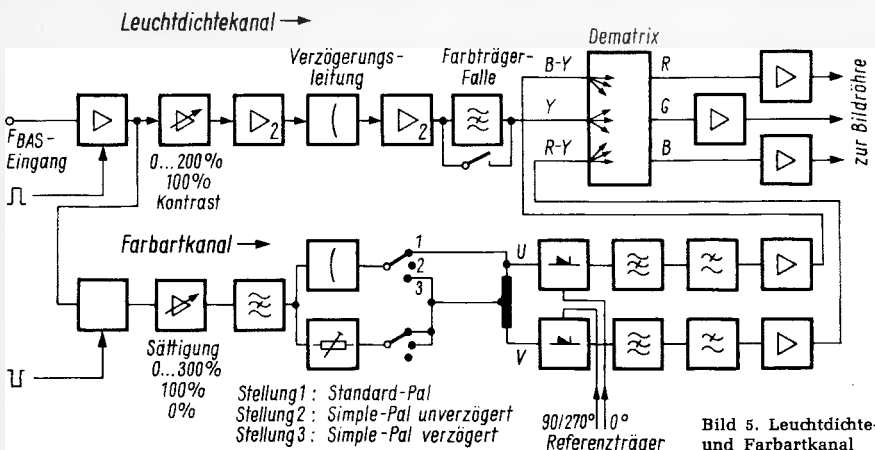 Leuchtdichtekanal
Verzögerungs-
leitung
Farbträger-
Falle
Dematrix
B-Y
Y
R-Y
R
G
B
zur Bildröhre
FBAS-
Eingang
2
2
0...200%
100%
Kontrast
Farbartkanal
1
2
3
U
V
Sättigung
0...300%
100%
0%
Stellung 1 : Standard-Pal
Stellung 2 : Simple-Pal unverzögert
Stellung 3 : Simple-Pal verzögert
90/270° 0°
Referenzträger
Bild 5. Leuchtdichte-
und Farbartkanal